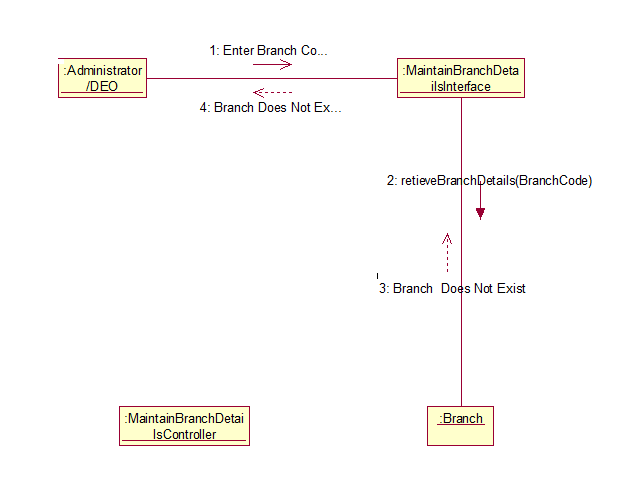 1: Enter Branch Co...
:Administrator
/DEO
:MaintainBranchDeta
ilsInterface
4: Branch Does Not Ex...
2: retieveBranchDetails(BranchCode)
3: Branch  Does Not Exist
:MaintainBranchDetai
lsController
:Branch